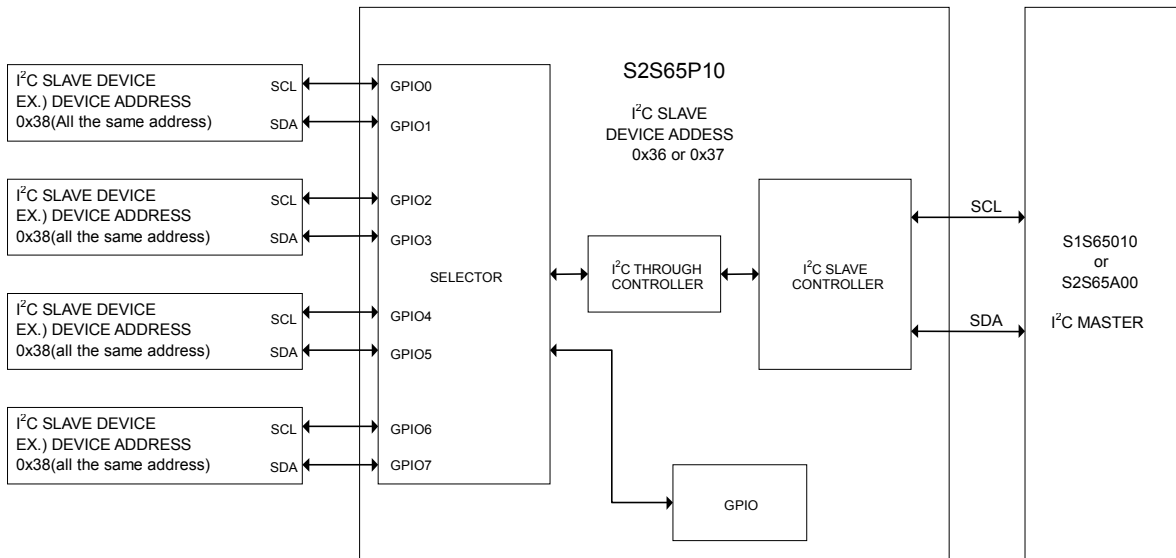 I²C SLAVE DEVICE
EX.) DEVICE ADDRESS
0x38(All the same address)
SCL
SDA
I²C SLAVE DEVICE
EX.) DEVICE ADDRESS
0x38(all the same address)
SCL
SDA
I²C SLAVE DEVICE
EX.) DEVICE ADDRESS
0x38(all the same address)
SCL
SDA
I²C SLAVE DEVICE
EX.) DEVICE ADDRESS
0x38(all the same address)
SCL
SDA
GPIO0
GPIO1
GPIO2
GPIO3
SELECTOR
GPIO4
GPIO5
GPIO6
GPIO7
S2S65P10
I²C SLAVE
DEVICE ADDESS
0x36 or 0x37
I²C THROUGH
CONTROLLER
I²C SLAVE
CONTROLLER
GPIO
SCL
SDA
S1S65010
or
S2S65A00
I²C MASTER